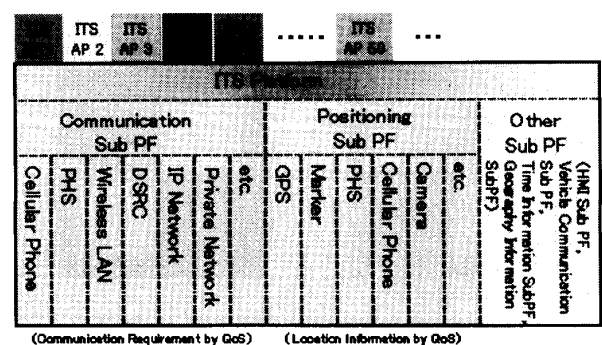 ITS
AP 2
ITS
AP 3
.....
ITS
AP 58
...
ITS Platform
Communication
Sub PF
Positioning
Sub PF
Other
Sub PF
Cellular Phone
PHS
Wireless LAN
DSRC
IP Network
Private Network
etc.
GPS
Marker
PHS
Cellular Phone
Camera
etc.
(HMI Sub PF,
Vehicle Communication
Sub PF,
Time Information SubPF,
Geography Information
SubPF)
(Communication Requirement by QoS)
(Location Information by QoS)